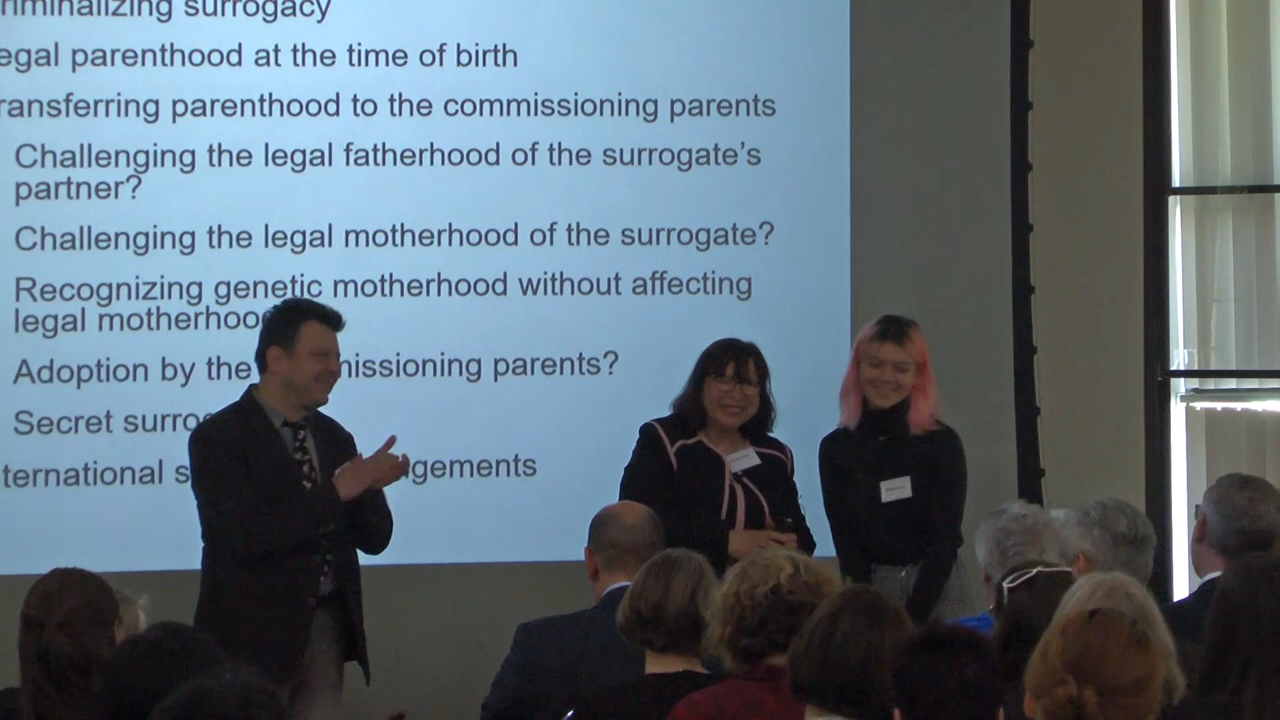 riminalizing surrogacy
egal parenthood at the time of birth
ransferring parenthood to the commissioning parents
Challenging the legal fatherhood of the surrogate’s
partner?
Challenging the legal motherhood of the surrogate?
Recognizing genetic motherhood without affecting
legal motherhoo
Adoption by the missioning parents?
Secret surro
ternational s gements